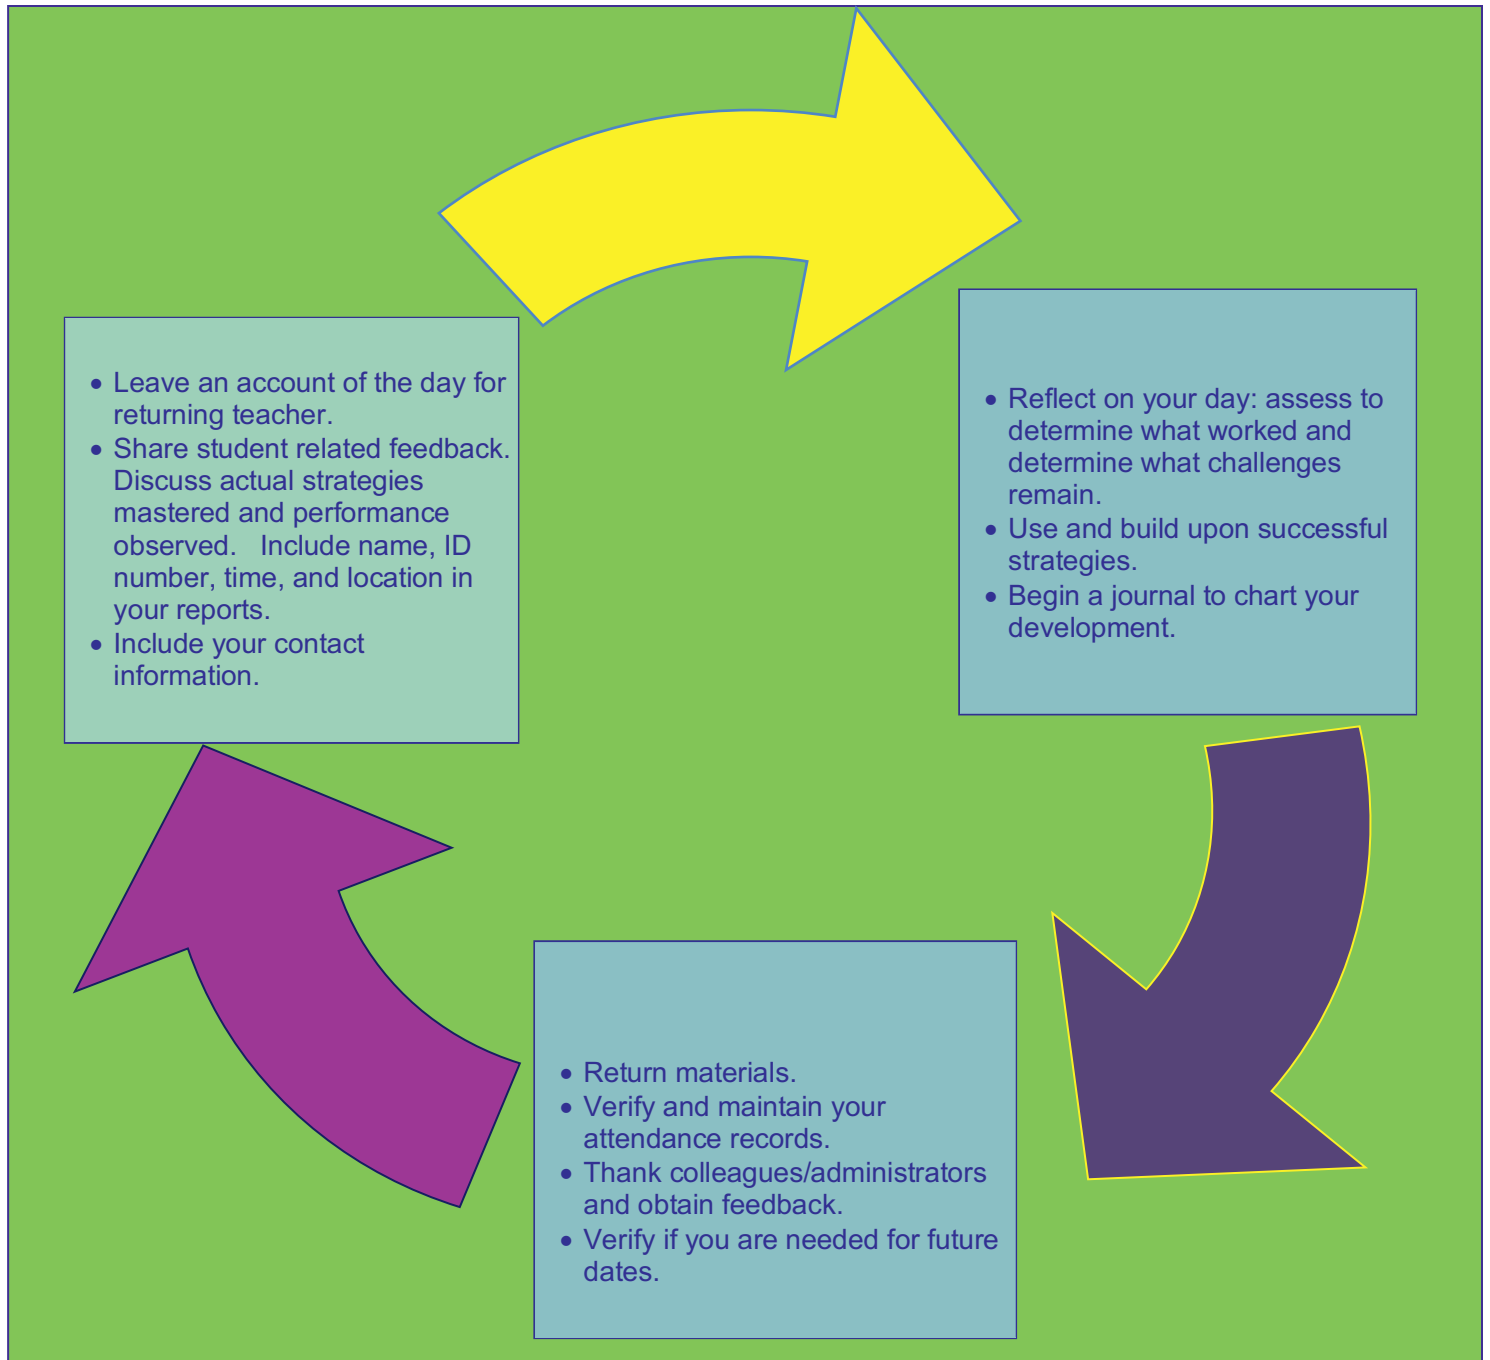 • Leave an account of the day for
returning teacher.
• Share student related feedback.
Discuss actual strategies
mastered and performance
observed.   Include name, ID
number, time, and location in
your reports.
• Include your contact
information.
• Reflect on your day: assess to
determine what worked and
determine what challenges
remain.
• Use and build upon successful
strategies.
• Begin a journal to chart your
development.
• Return materials.
• Verify and maintain your
attendance records.
• Thank colleagues/administrators
and obtain feedback.
• Verify if you are needed for future
dates.